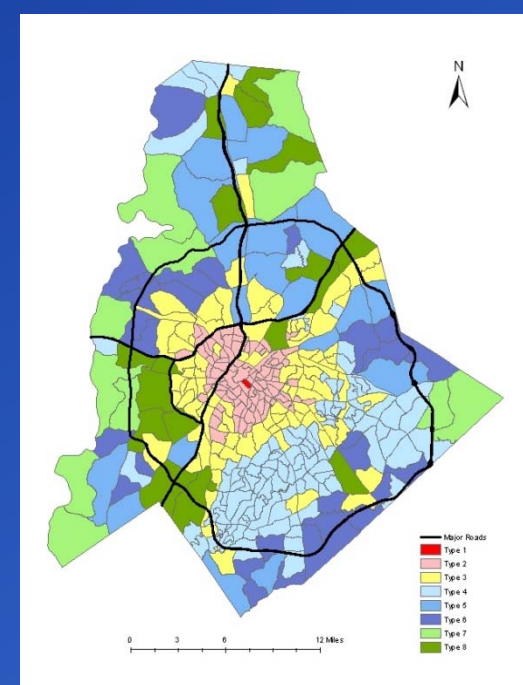 N
Major Roads
Type 1
Type 2
Type 3
Type 4
Type 5
Type 6
Type 7
Type 8
0 3 6 12 Miles